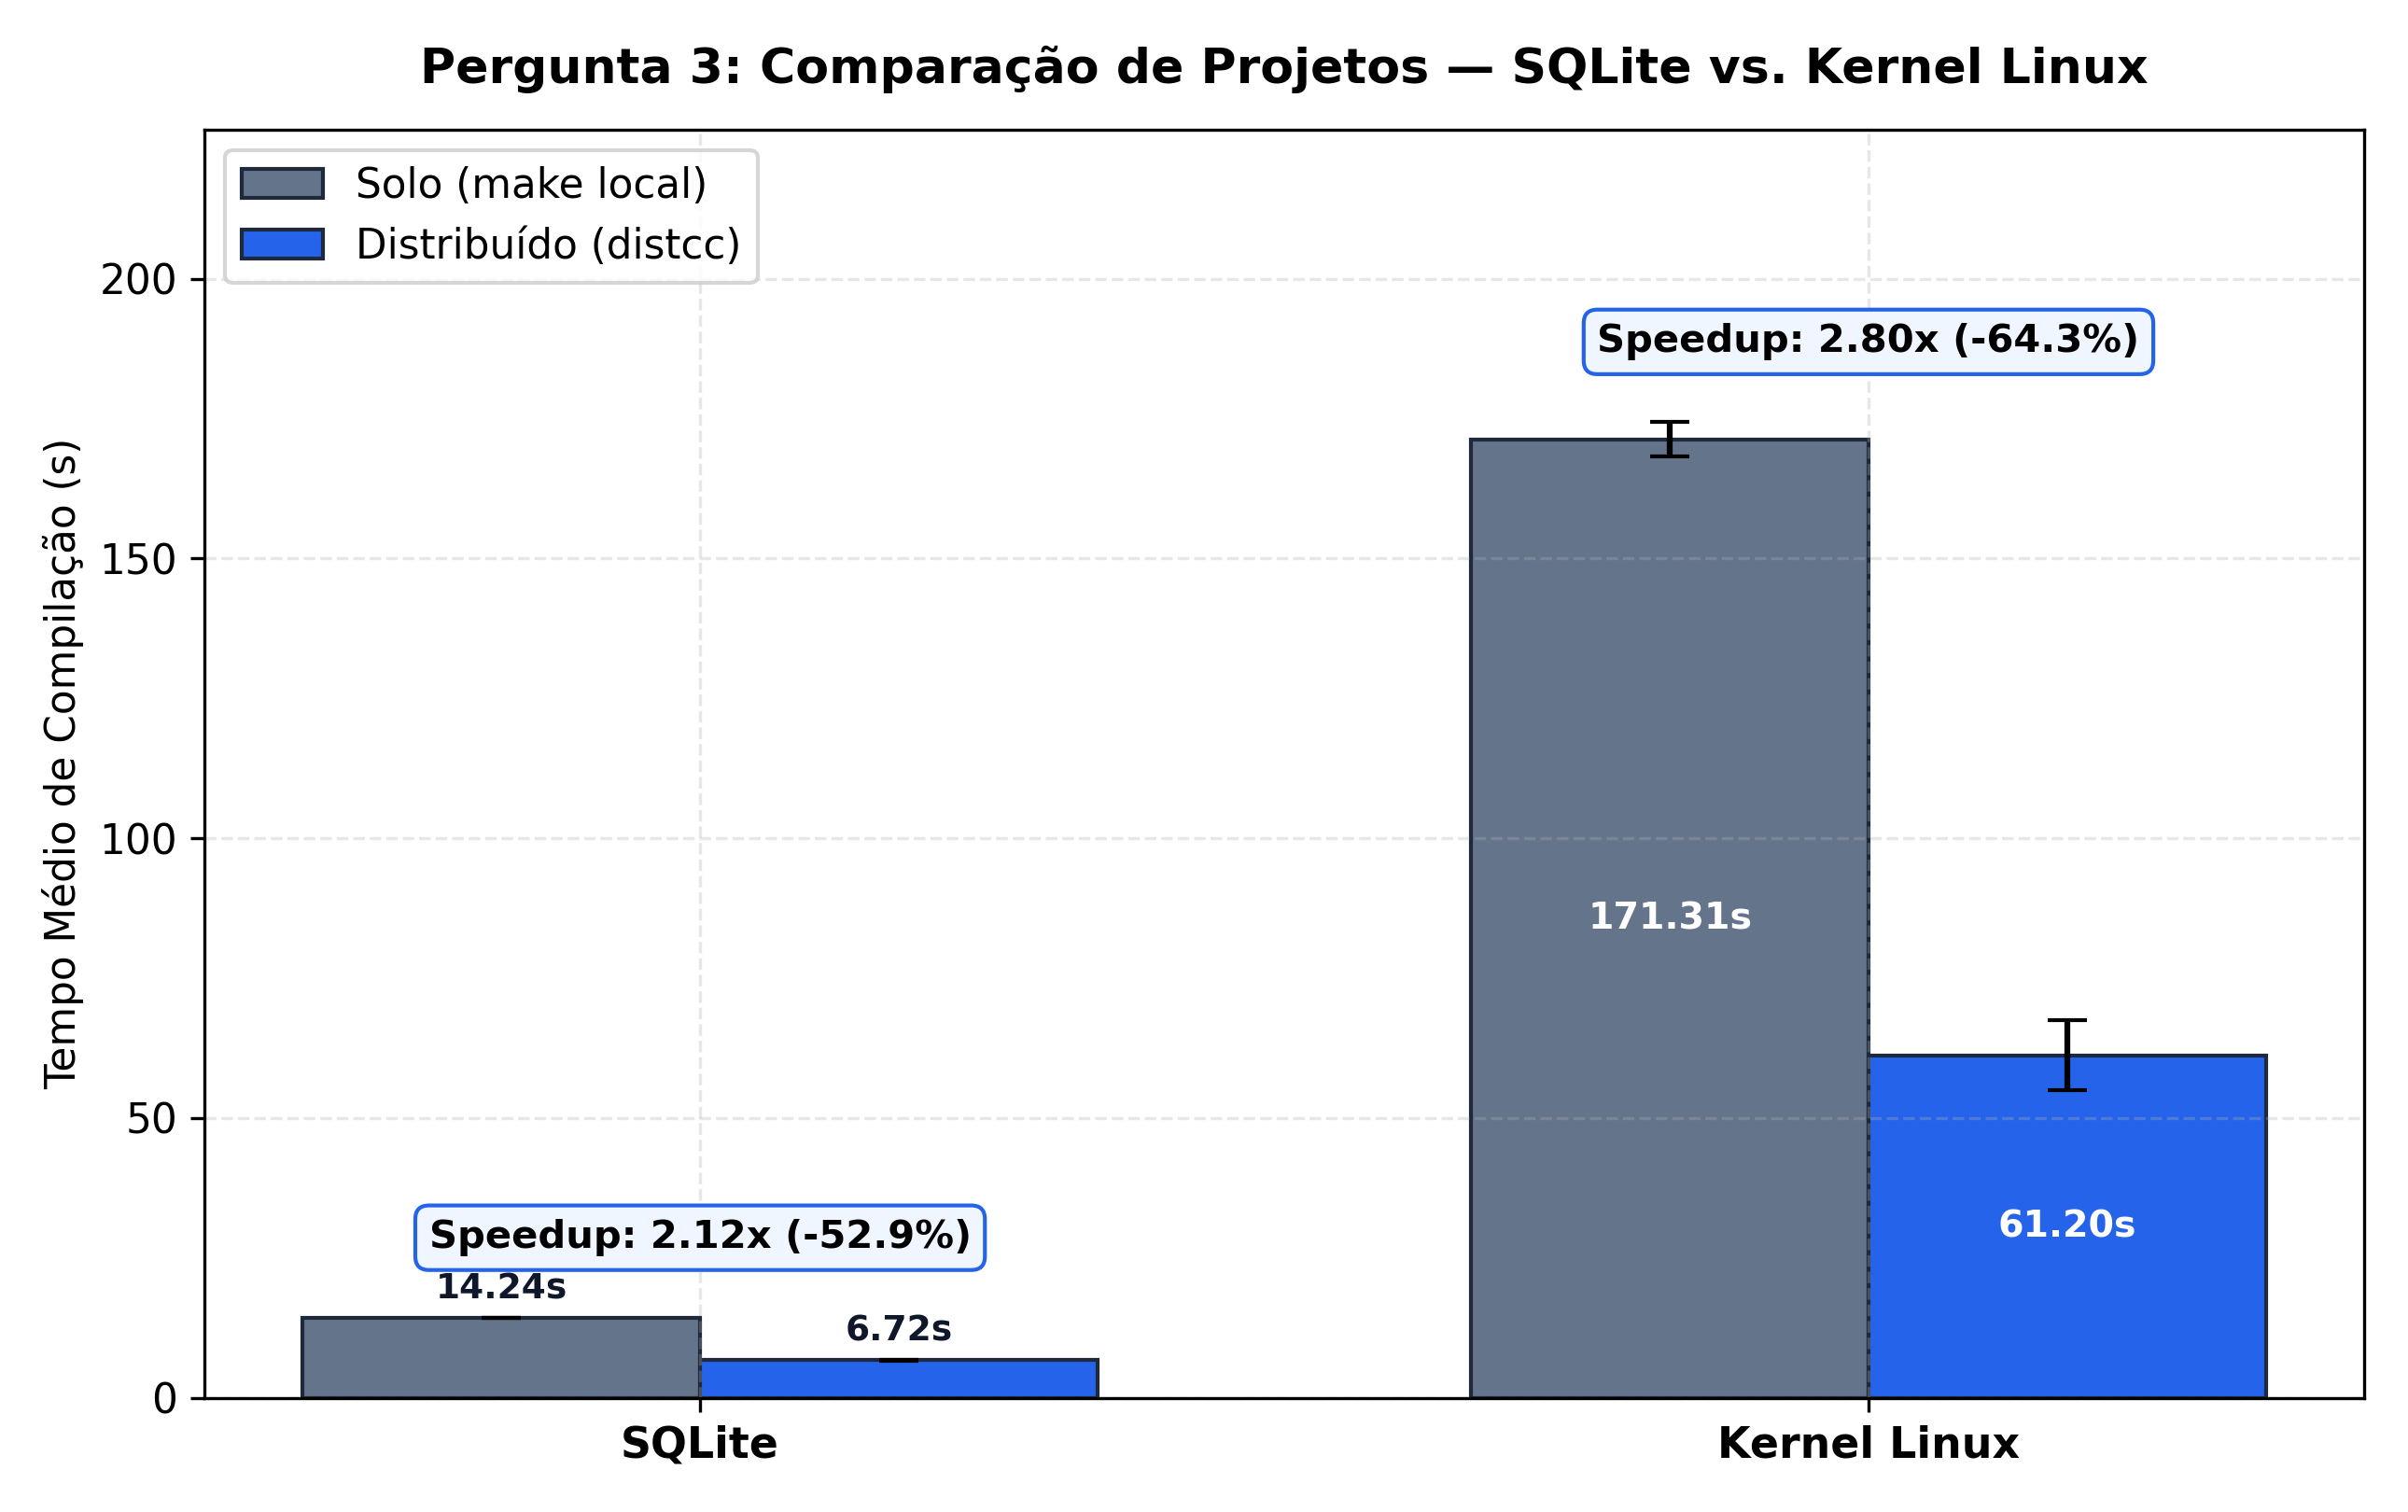 Pergunta 3: Comparação de Projetos — SQLite vs. Kernel Linux
Solo (make local)
Distribuído (distcc)
Tempo Médio de Compilação (s)
200
150
100
50
0
Speedup: 2.80x (-64.3%)
171.31s
61.20s
Speedup: 2.12x (-52.9%)
14.24s
6.72s
SQLite
Kernel Linux